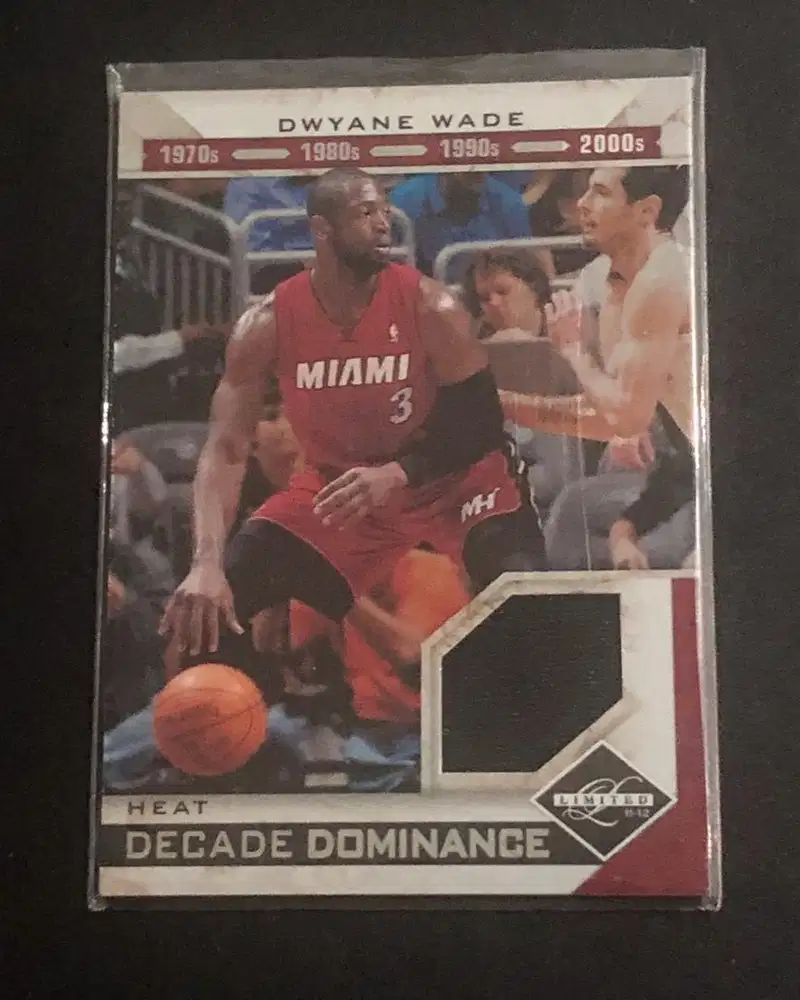 DWYANE WADE
1970s 1980s 1990s 2000s
MIAMI
3
MH
HEAT
LIMITED
11-12
DECADE DOMINANCE